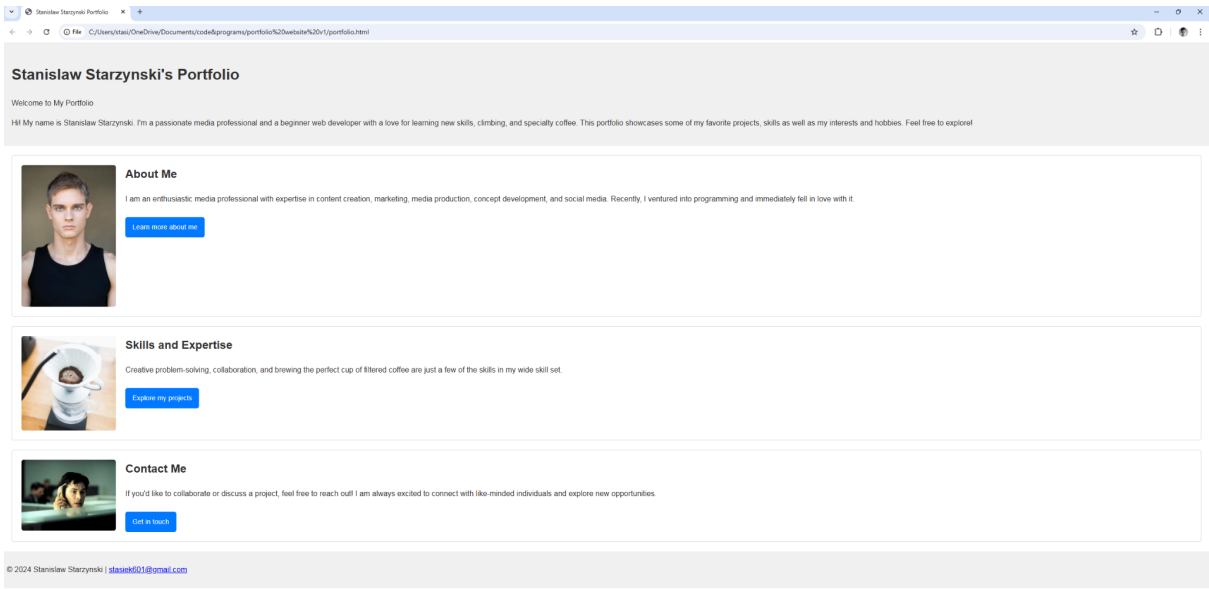 Stanislaw Starzynski Portfolio
File C:/Users/stasi/OneDrive/Documents/code&programs/portfolio%20website%20v1/portfolio.html
Stanislaw Starzynski's Portfolio
Welcome to My Portfolio
Hi! My name is Stanislaw Starzynski. I'm a passionate media professional and a beginner web developer with a love for learning new skills, climbing, and specialty coffee. This portfolio showcases some of my favorite projects, skills as well as my interests and hobbies. Feel free to explore!
About Me
I am an enthusiastic media professional with expertise in content creation, marketing, media production, concept development, and social media. Recently, I ventured into programming and immediately fell in love with it.
Learn more about me
Skills and Expertise
Creative problem-solving, collaboration, and brewing the perfect cup of filtered coffee are just a few of the skills in my wide skill set.
Explore my projects
Contact Me
If you'd like to collaborate or discuss a project, feel free to reach out! I am always excited to connect with like-minded individuals and explore new opportunities.
Get in touch
© 2024 Stanislaw Starzynski | stasiek601@gmail.com